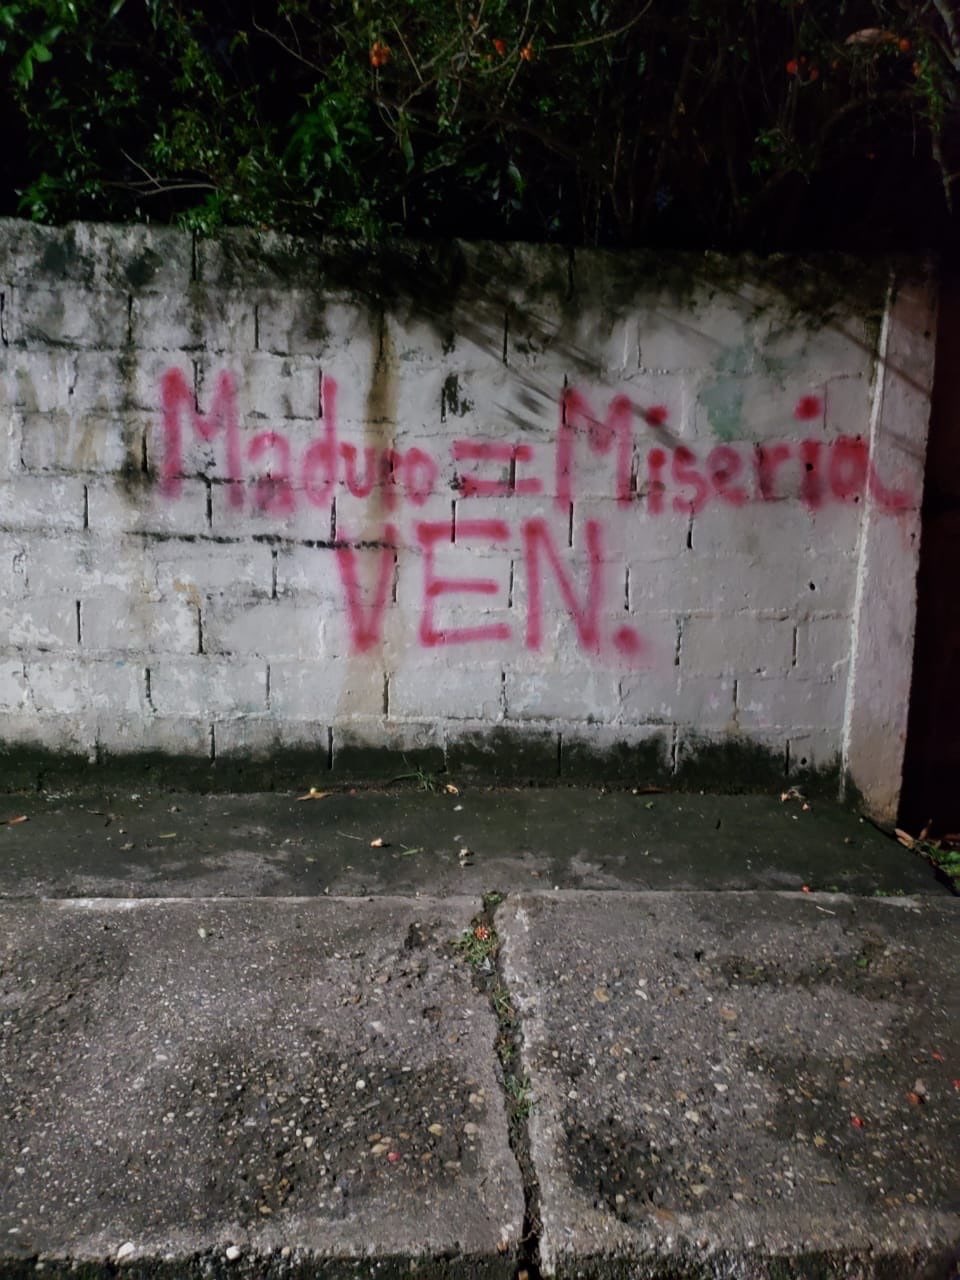 Maduro = Miseria
VEN.